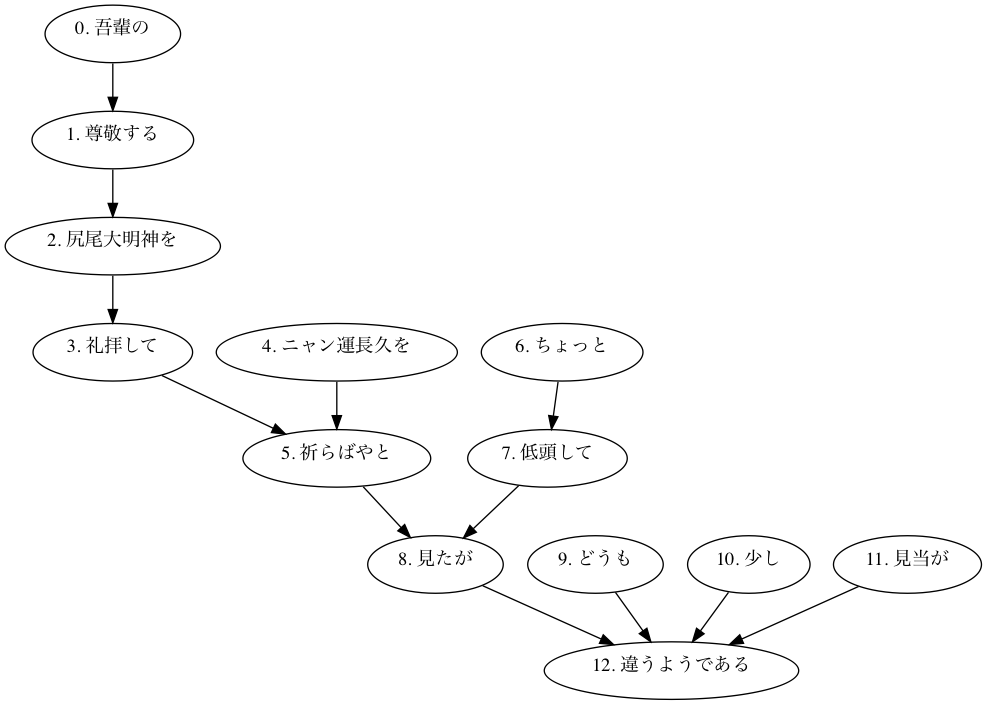 0. 吾輩の
1. 尊敬する
2. 尻尾大明神を
3. 礼拝して
4. ニャン運長久を
6. ちょっと
5. 祈らばやと
7. 低頭して
8. 見たが
9. どうも
10. 少し
11. 見当が
12. 違うようである